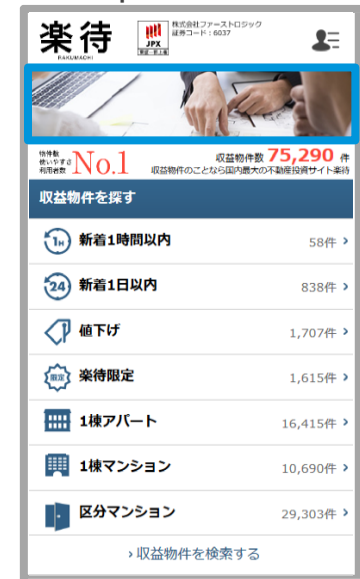 楽待
RAKUMACHI
JPX
株式会社ファーストロジック
証券コード：6037
物件数
使いやすさ
利用者数
No.1
収益物件数 75,290 件
収益物件のことなら国内最大の不動産投資サイト楽待
収益物件を探す
1H 新着1時間以内 58件
24 新着1日以内 838件
値下げ 1,707件
限定 楽待限定 1,615件
1棟アパート 16,415件
1棟マンション 10,690件
区分マンション 29,303件
収益物件を検索する